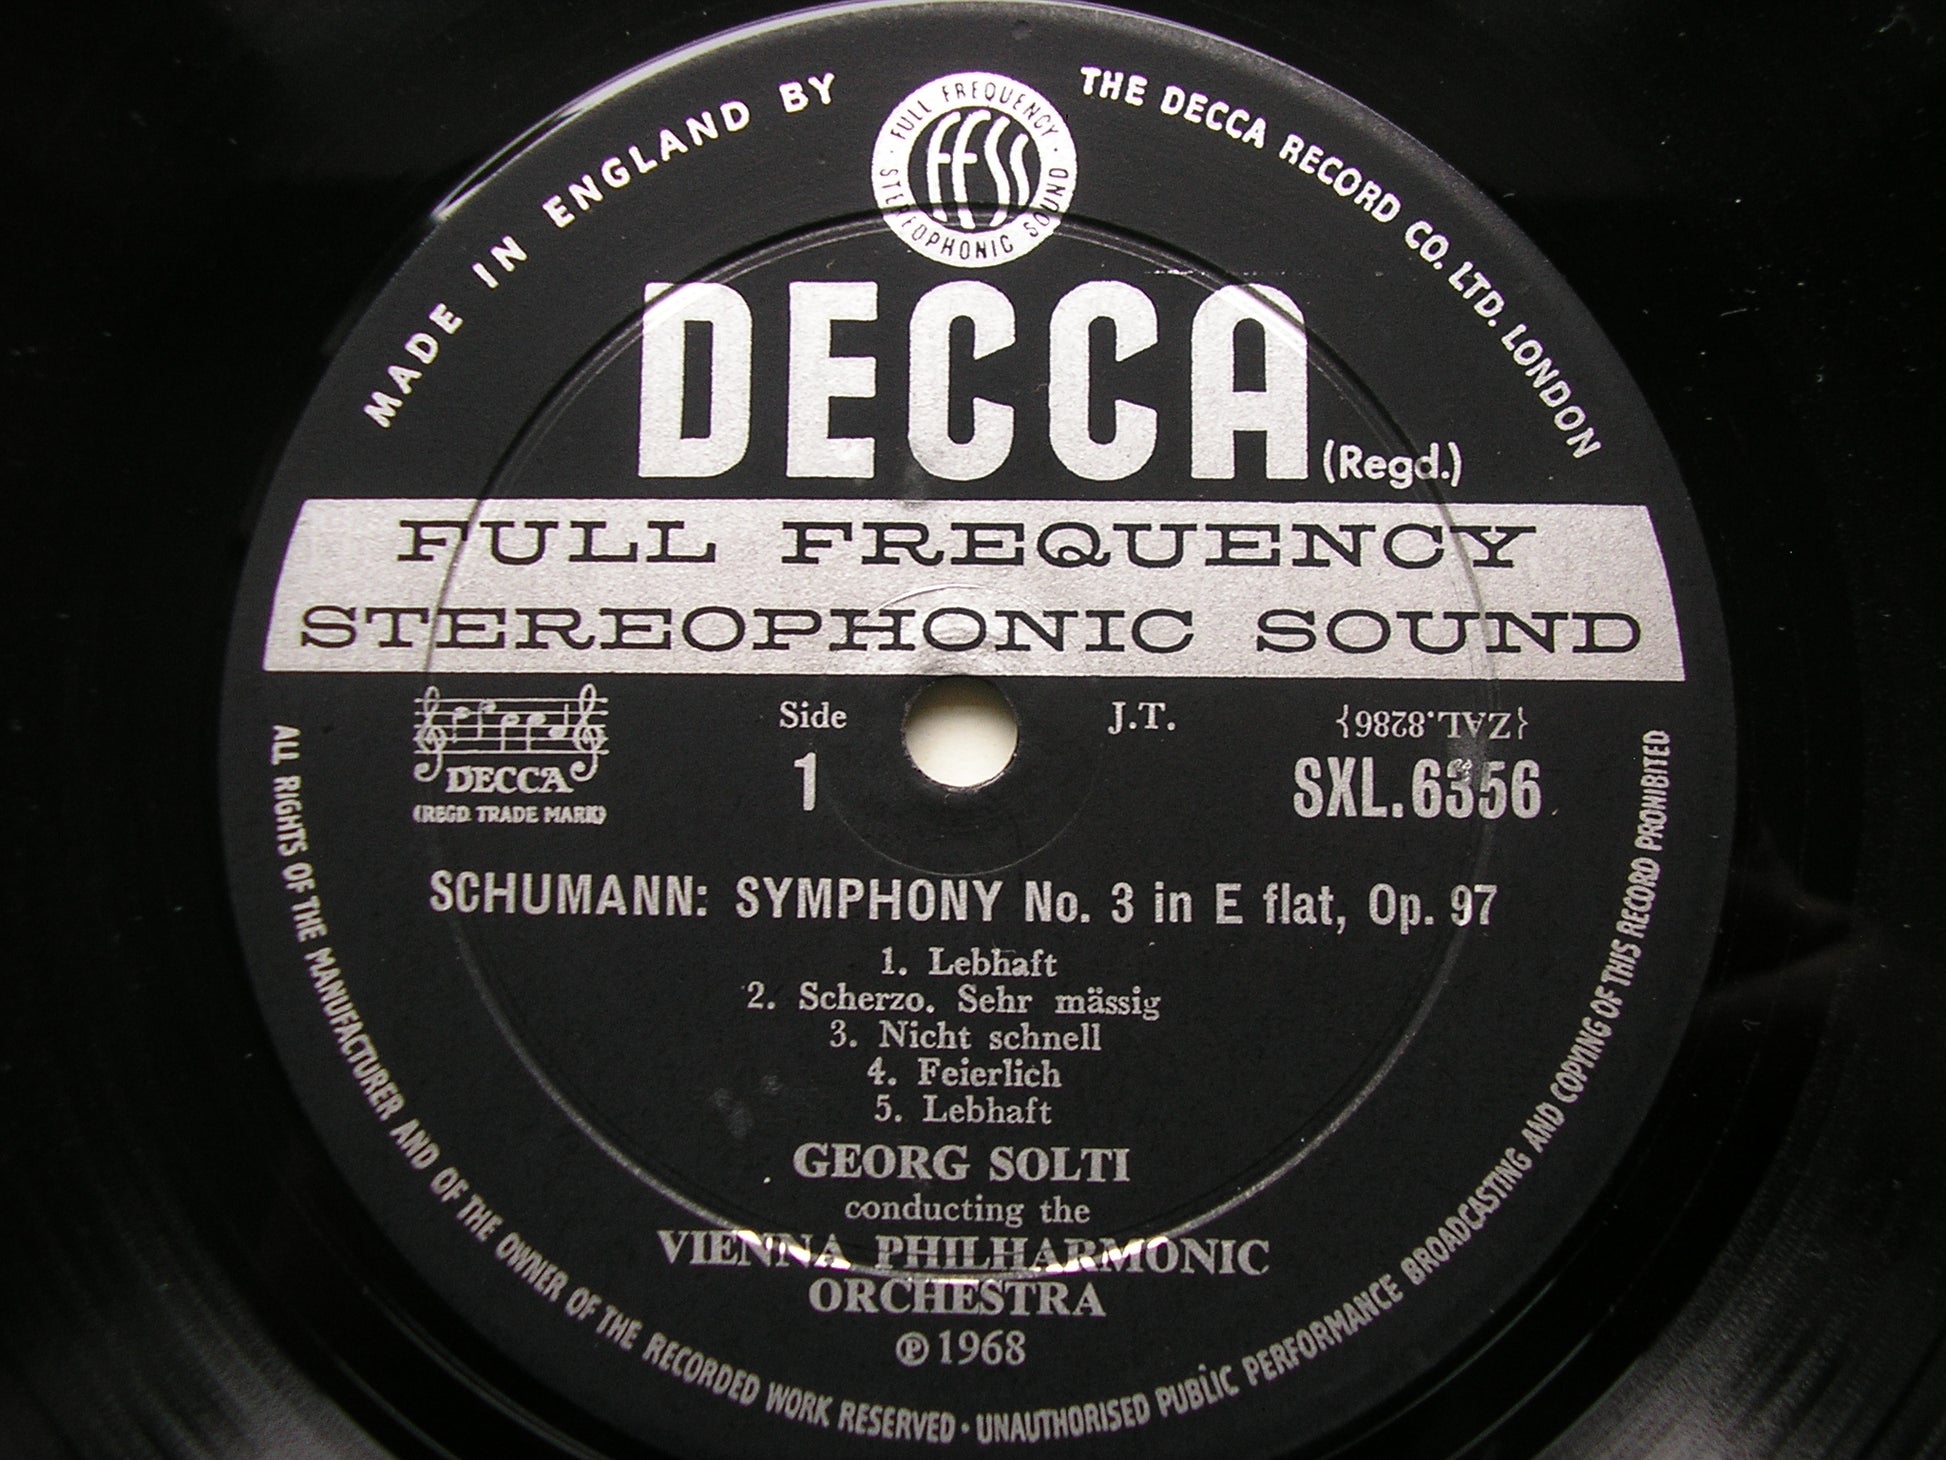 MADE IN ENGLAND BY
THE DECCA RECORD CO. LTD. LONDON
FULL FREQUENCY
ffss
STEREOPHONIC SOUND
DECCA (Regd.)
FULL FREQUENCY
STEREOPHONIC SOUND
DECCA
(REGD. TRADE MARK)
Side
1
J.T.
{ZAL.8286}
SXL.6356
SCHUMANN: SYMPHONY No. 3 in E flat, Op. 97
1. Lebhaft
2. Scherzo. Sehr mässig
3. Nicht schnell
4. Feierlich
5. Lebhaft
GEORG SOLTI
conducting the
VIENNA PHILHARMONIC
ORCHESTRA
℗ 1968
ALL RIGHTS OF THE MANUFACTURER AND OF THE OWNER OF THE RECORDED WORK RESERVED · UNAUTHORISED PUBLIC PERFORMANCE BROADCASTING AND COPYING OF THIS RECORD PROHIBITED